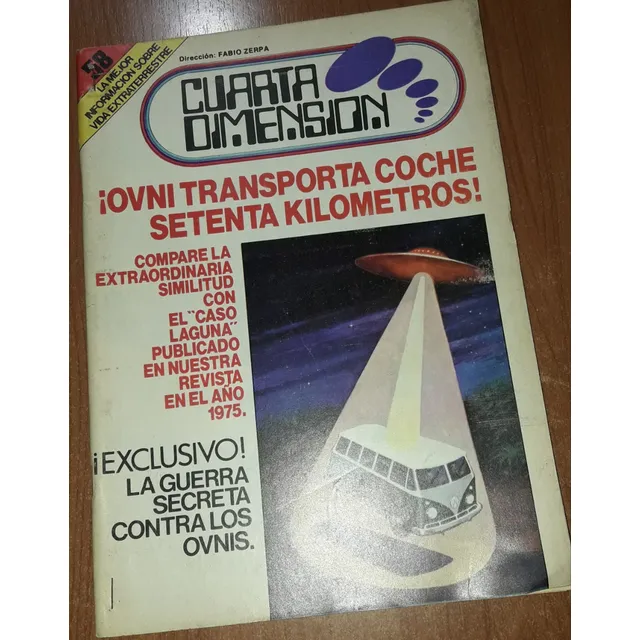 58
LA MEJOR
INFORMACION SOBRE
VIDA EXTRATERRESTRE
Dirección: FABIO ZERPA
CUARTA
DIMENSION
¡OVNI TRANSPORTA COCHE
SETENTA KILOMETROS!
COMPARE LA
EXTRAORDINARIA
SIMILITUD
CON
EL "CASO
LAGUNA"
PUBLICADO
EN NUESTRA
REVISTA
EN EL AÑO
1975.
¡EXCLUSIVO!
LA GUERRA
SECRETA
CONTRA LOS
OVNIS.